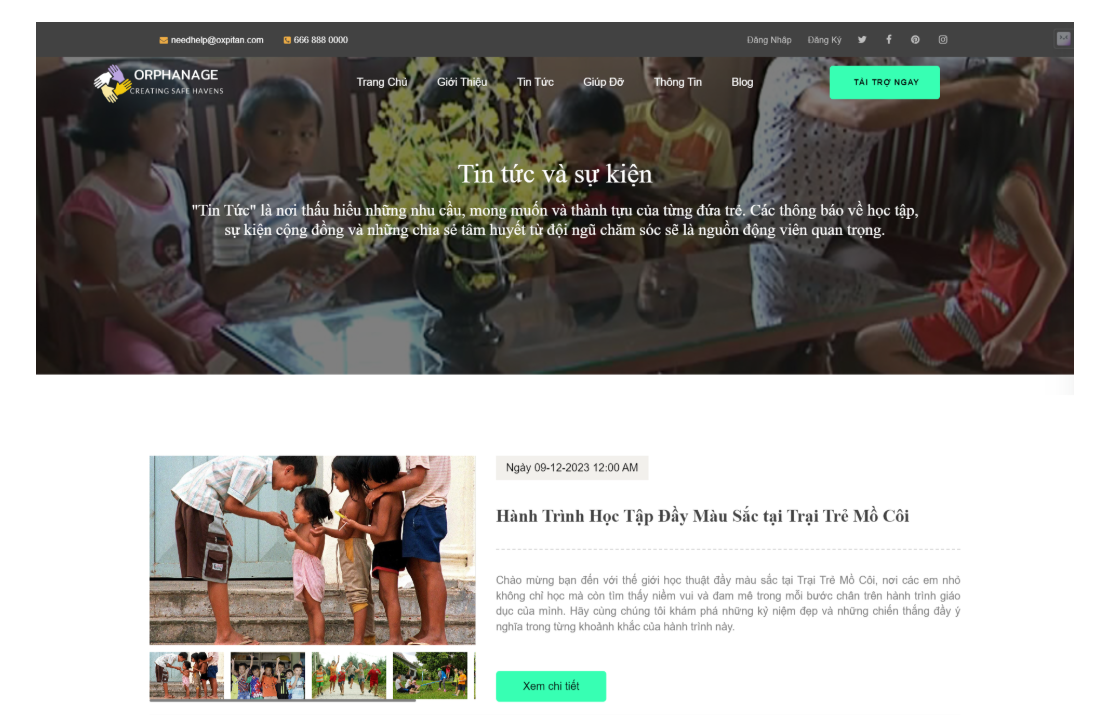 needhelp@oxpitan.com 666 888 0000 Đăng Nhập Đăng Ký
ORPHANAGE
CREATING SAFE HAVENS
Trang Chủ Giới Thiệu Tin Tức Giúp Đỡ Thông Tin Blog TÀI TRỢ NGAY
Tin tức và sự kiện
"Tin Tức" là nơi thấu hiểu những nhu cầu, mong muốn và thành tựu của từng đứa trẻ. Các thông báo về học tập,
sự kiện cộng đồng và những chia sẻ tâm huyết từ đội ngũ chăm sóc sẽ là nguồn động viên quan trọng.
Ngày 09-12-2023 12:00 AM
Hành Trình Học Tập Đầy Màu Sắc tại Trại Trẻ Mồ Côi
Chào mừng bạn đến với thế giới học thuật đầy màu sắc tại Trại Trẻ Mồ Côi, nơi các em nhỏ
không chỉ học mà còn tìm thấy niềm vui và đam mê trong mỗi bước chân trên hành trình giáo
dục của mình. Hãy cùng chúng tôi khám phá những kỷ niệm đẹp và những chiến thắng đầy ý
nghĩa trong từng khoảnh khắc của hành trình này.
Xem chi tiết